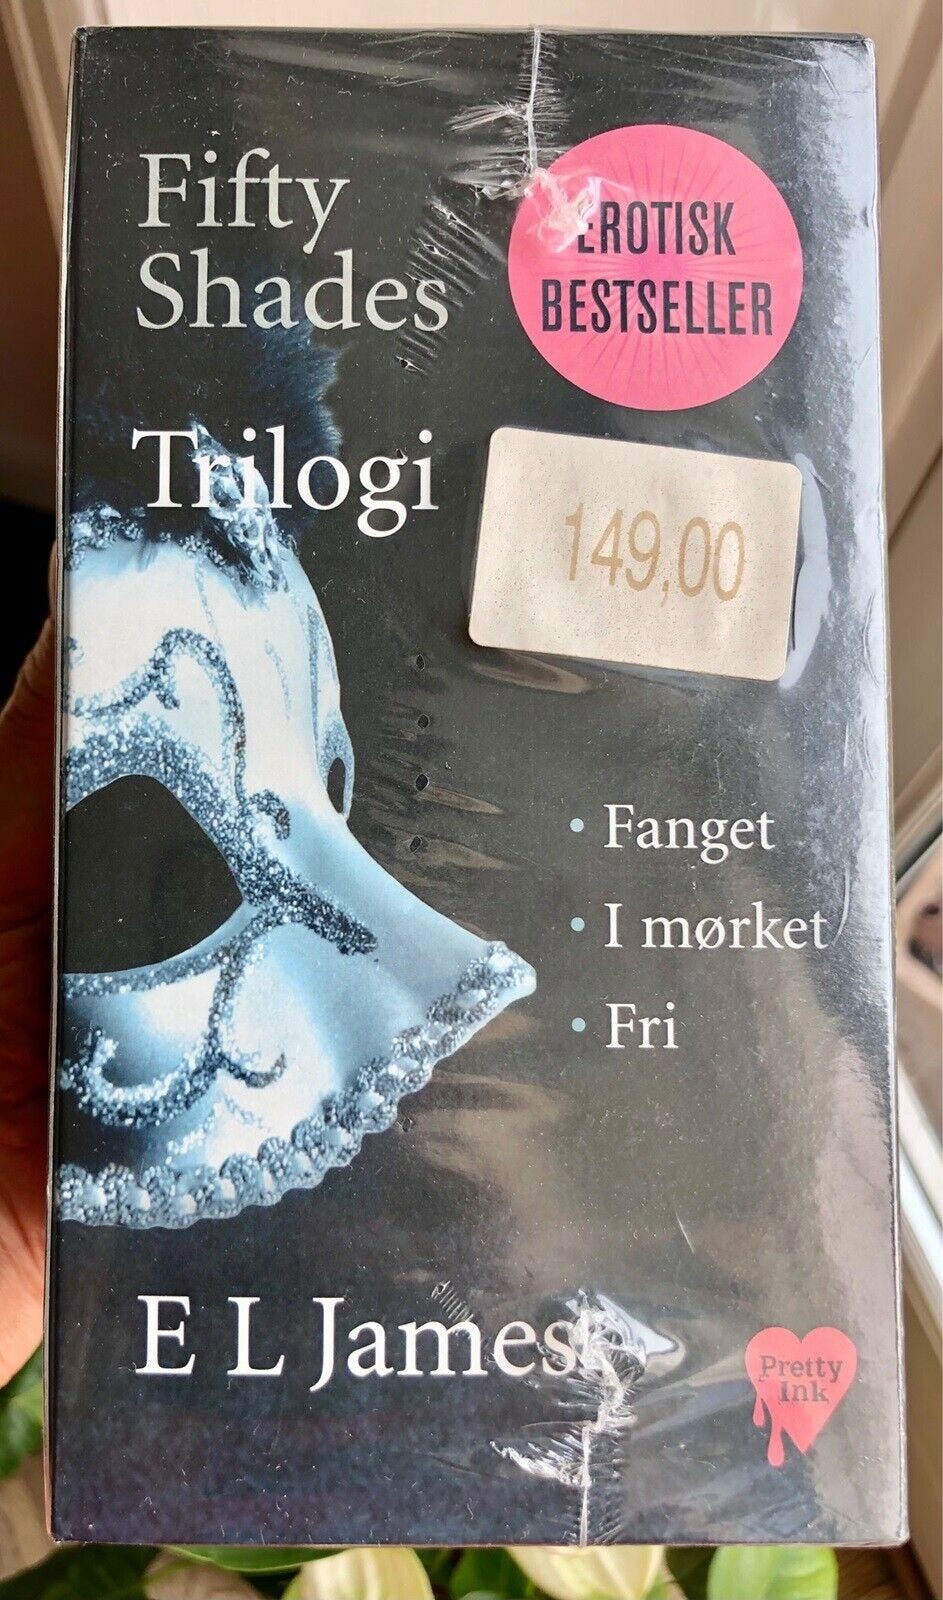 Fifty
Shades
Trilogi
EROTISK
BESTSELLER
149,00
• Fanget
• I mørket
• Fri
E L James
Pretty
Ink